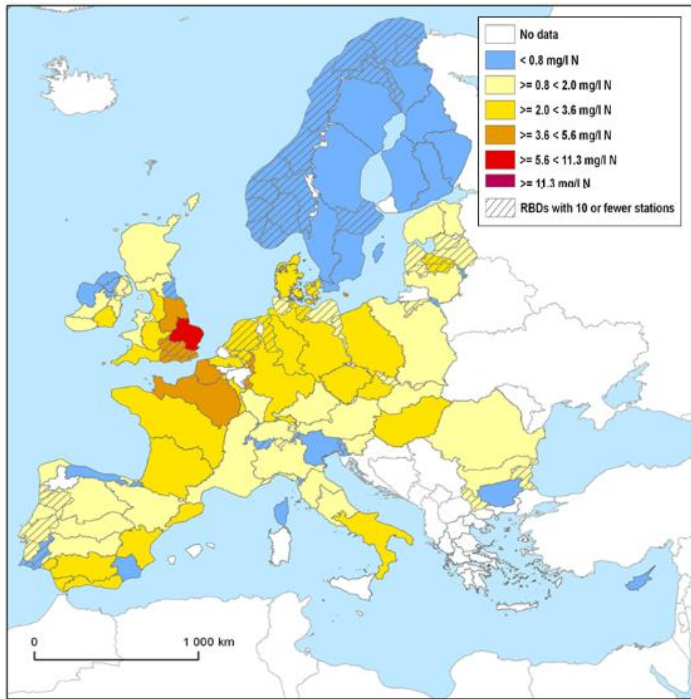 No data
< 0.8 mg/l N
>= 0.8 < 2.0 mg/l N
>= 2.0 < 3.6 mg/l N
>= 3.6 < 5.6 mg/l N
>= 5.6 < 11.3 mg/l N
>= 11.3 mg/l N
RBDs with 10 or fewer stations
0 1 000 km